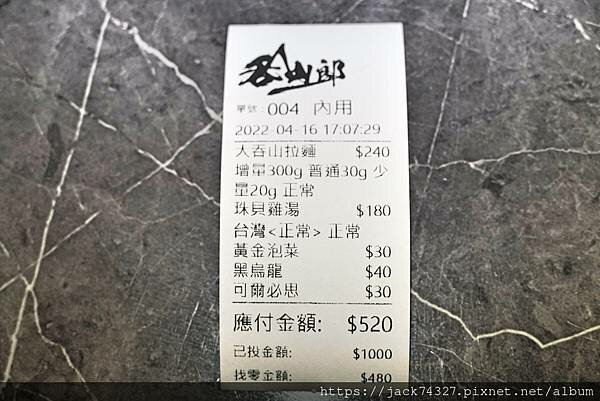 吞山郎
單號: 004 內用
2022-04-16 17:07:29
大吞山拉麵 $240
增量300g 普通30g 少
量20g 正常
珠貝雞湯 $180
台灣<正常> 正常
黃金泡菜 $30
黑烏龍 $40
可爾必思 $30
應付金額: $520
已投金額: $1000
找零金額: $480
https://jack74327.pixnet.net/album